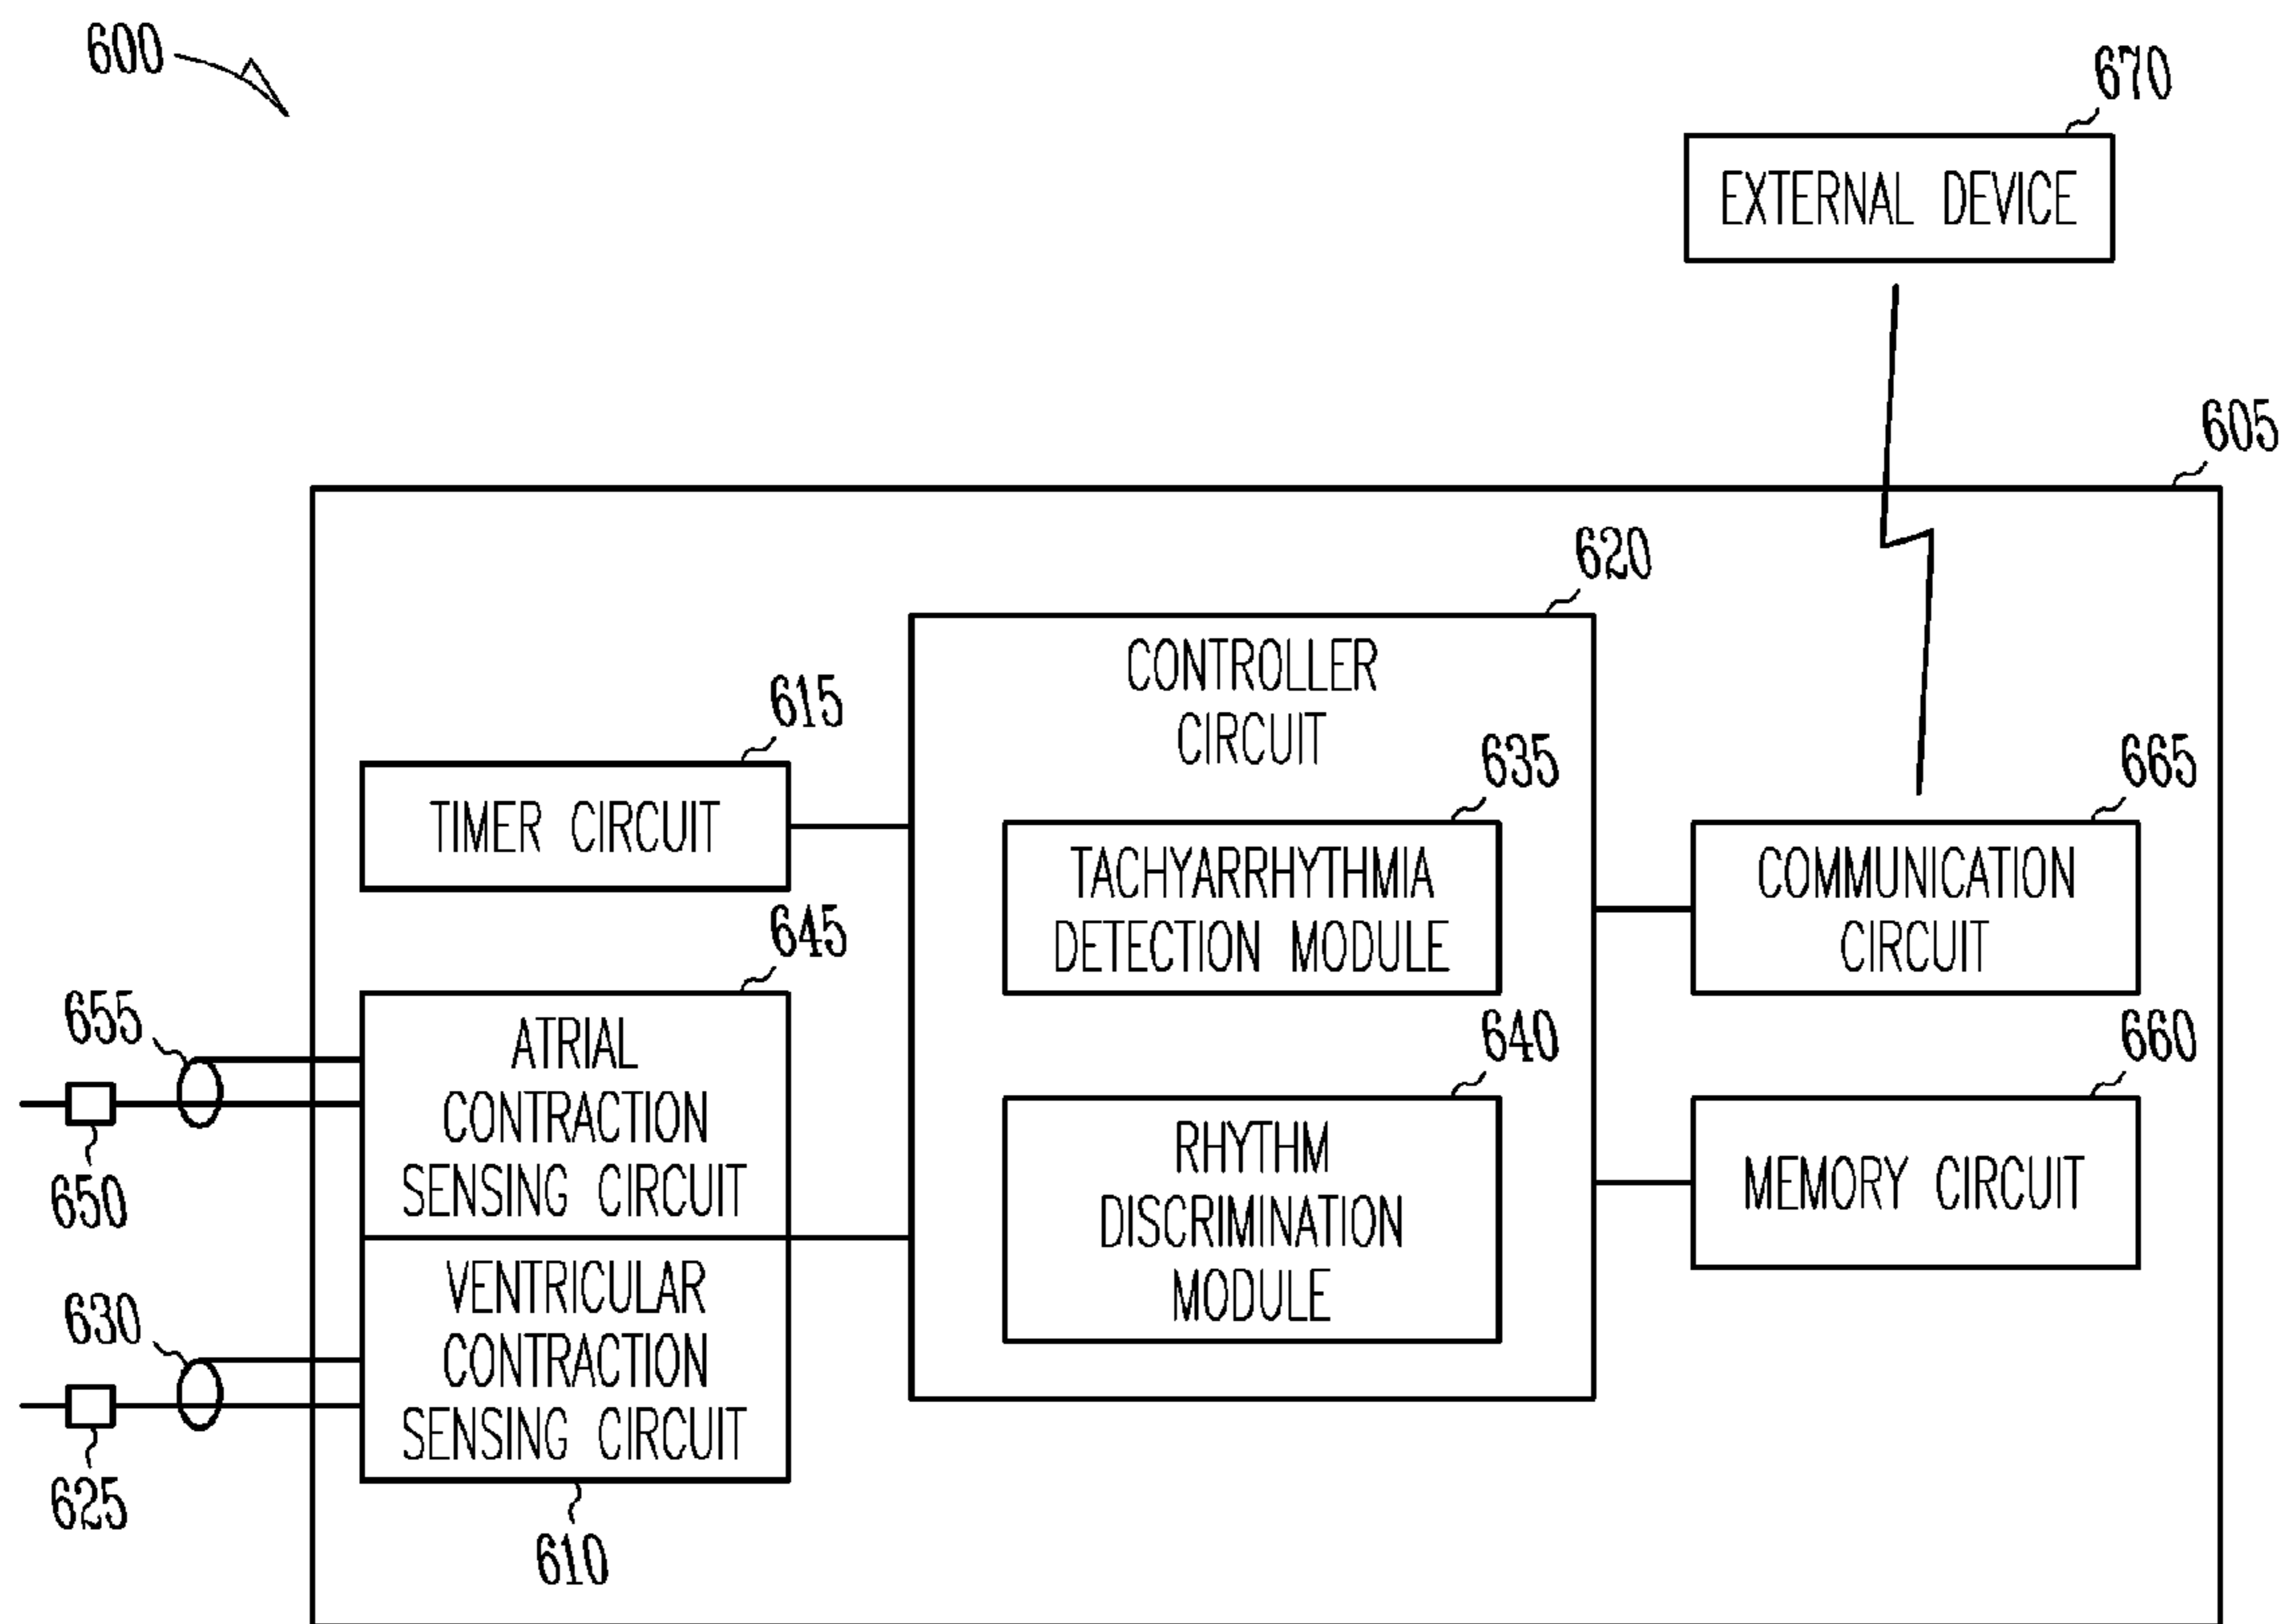 600
670
EXTERNAL DEVICE
605
620
CONTROLLER
CIRCUIT
615
TIMER CIRCUIT
635
TACHYARRHYTHMIA
DETECTION MODULE
665
COMMUNICATION
CIRCUIT
645
ATRIAL
CONTRACTION
SENSING CIRCUIT
655
650
640
RHYTHM
DISCRIMINATION
MODULE
660
MEMORY CIRCUIT
VENTRICULAR
CONTRACTION
SENSING CIRCUIT
630
625
610